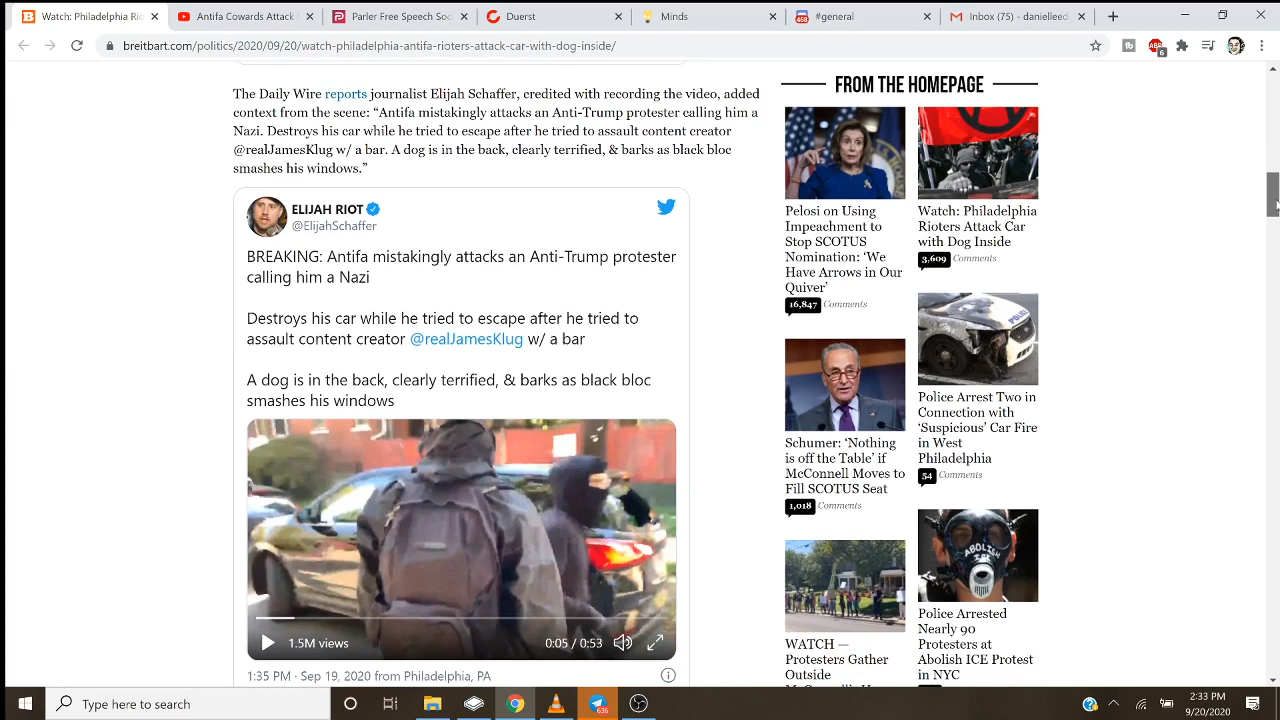 Watch: Philadelphia Ri
Antifa Cowards Attack
Parler Free Speech Soc
Duerst
Minds
#general
Inbox (75) - danielleed
breitbart.com/politics/2020/09/20/watch-philadelphia-antifa-rioters-attack-car-with-dog-inside/
The Daily Wire reports journalist Elijah Schaffer, credited with recording the video, added
context from the scene: “Antifa mistakingly attacks an Anti-Trump protester calling him a
Nazi. Destroys his car while he tried to escape after he tried to assault content creator
@realJamesKlug w/ a bar. A dog is in the back, clearly terrified, & barks as black bloc
smashes his windows.”
ELIJAH RIOT
@ElijahSchaffer
BREAKING: Antifa mistakingly attacks an Anti-Trump protester
calling him a Nazi
Destroys his car while he tried to escape after he tried to
assault content creator @realJamesKlug w/ a bar
A dog is in the back, clearly terrified, & barks as black bloc
smashes his windows
1.5M views
0:05 / 0:53
1:35 PM · Sep 19, 2020 from Philadelphia, PA
FROM THE HOMEPAGE
Pelosi on Using
Impeachment to
Stop SCOTUS
Nomination: ‘We
Have Arrows in Our
Quiver’
16,847 Comments
Schumer: ‘Nothing
is off the Table’ if
McConnell Moves to
Fill SCOTUS Seat
1,018 Comments
WATCH —
Protesters Gather
Outside
Watch: Philadelphia
Rioters Attack Car
with Dog Inside
3,609 Comments
POLICE
Police Arrest Two in
Connection with
‘Suspicious’ Car Fire
in West
Philadelphia
54 Comments
ABOLISH
ICE
Police Arrested
Nearly 90
Protesters at
Abolish ICE Protest
in NYC
Type here to search
2:33 PM
9/20/2020